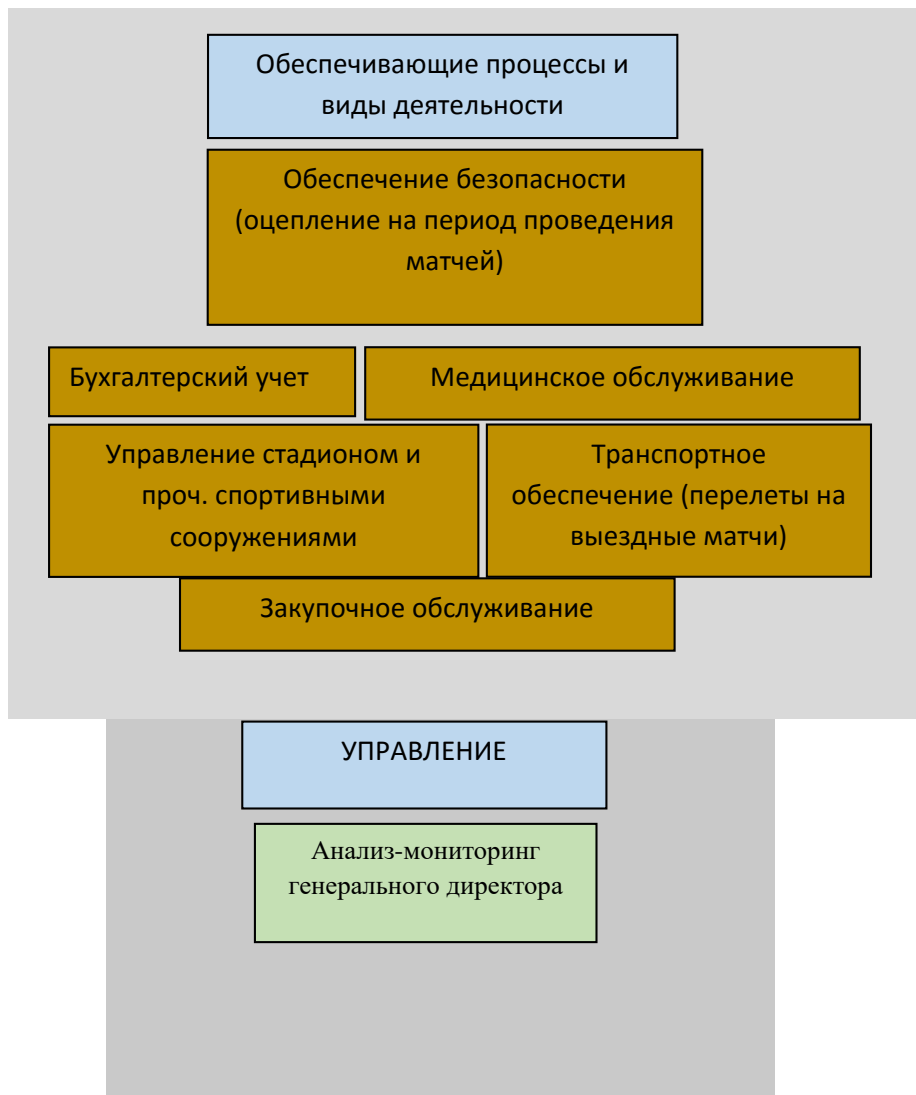 Обеспечивающие процессы и
виды деятельности
Обеспечение безопасности
(оцепление на период проведения
матчей)
Бухгалтерский учет
Медицинское обслуживание
Управление стадионом и
проч. спортивными
сооружениями
Транспортное
обеспечение (перелеты на
выездные матчи)
Закупочное обслуживание
УПРАВЛЕНИЕ
Анализ-мониторинг
генерального директора